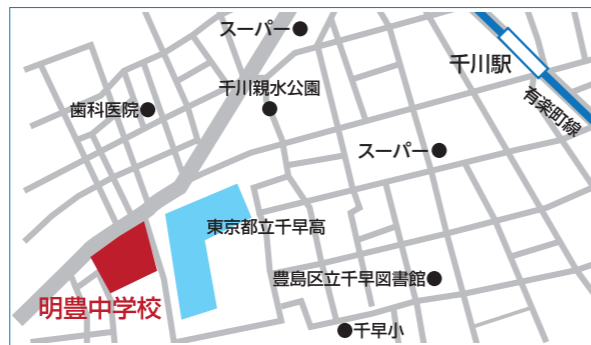 スーパー
千川駅
千川親水公園
歯科医院
有楽町線
スーパー
東京都立千早高
豊島区立千早図書館
明豊中学校
千早小